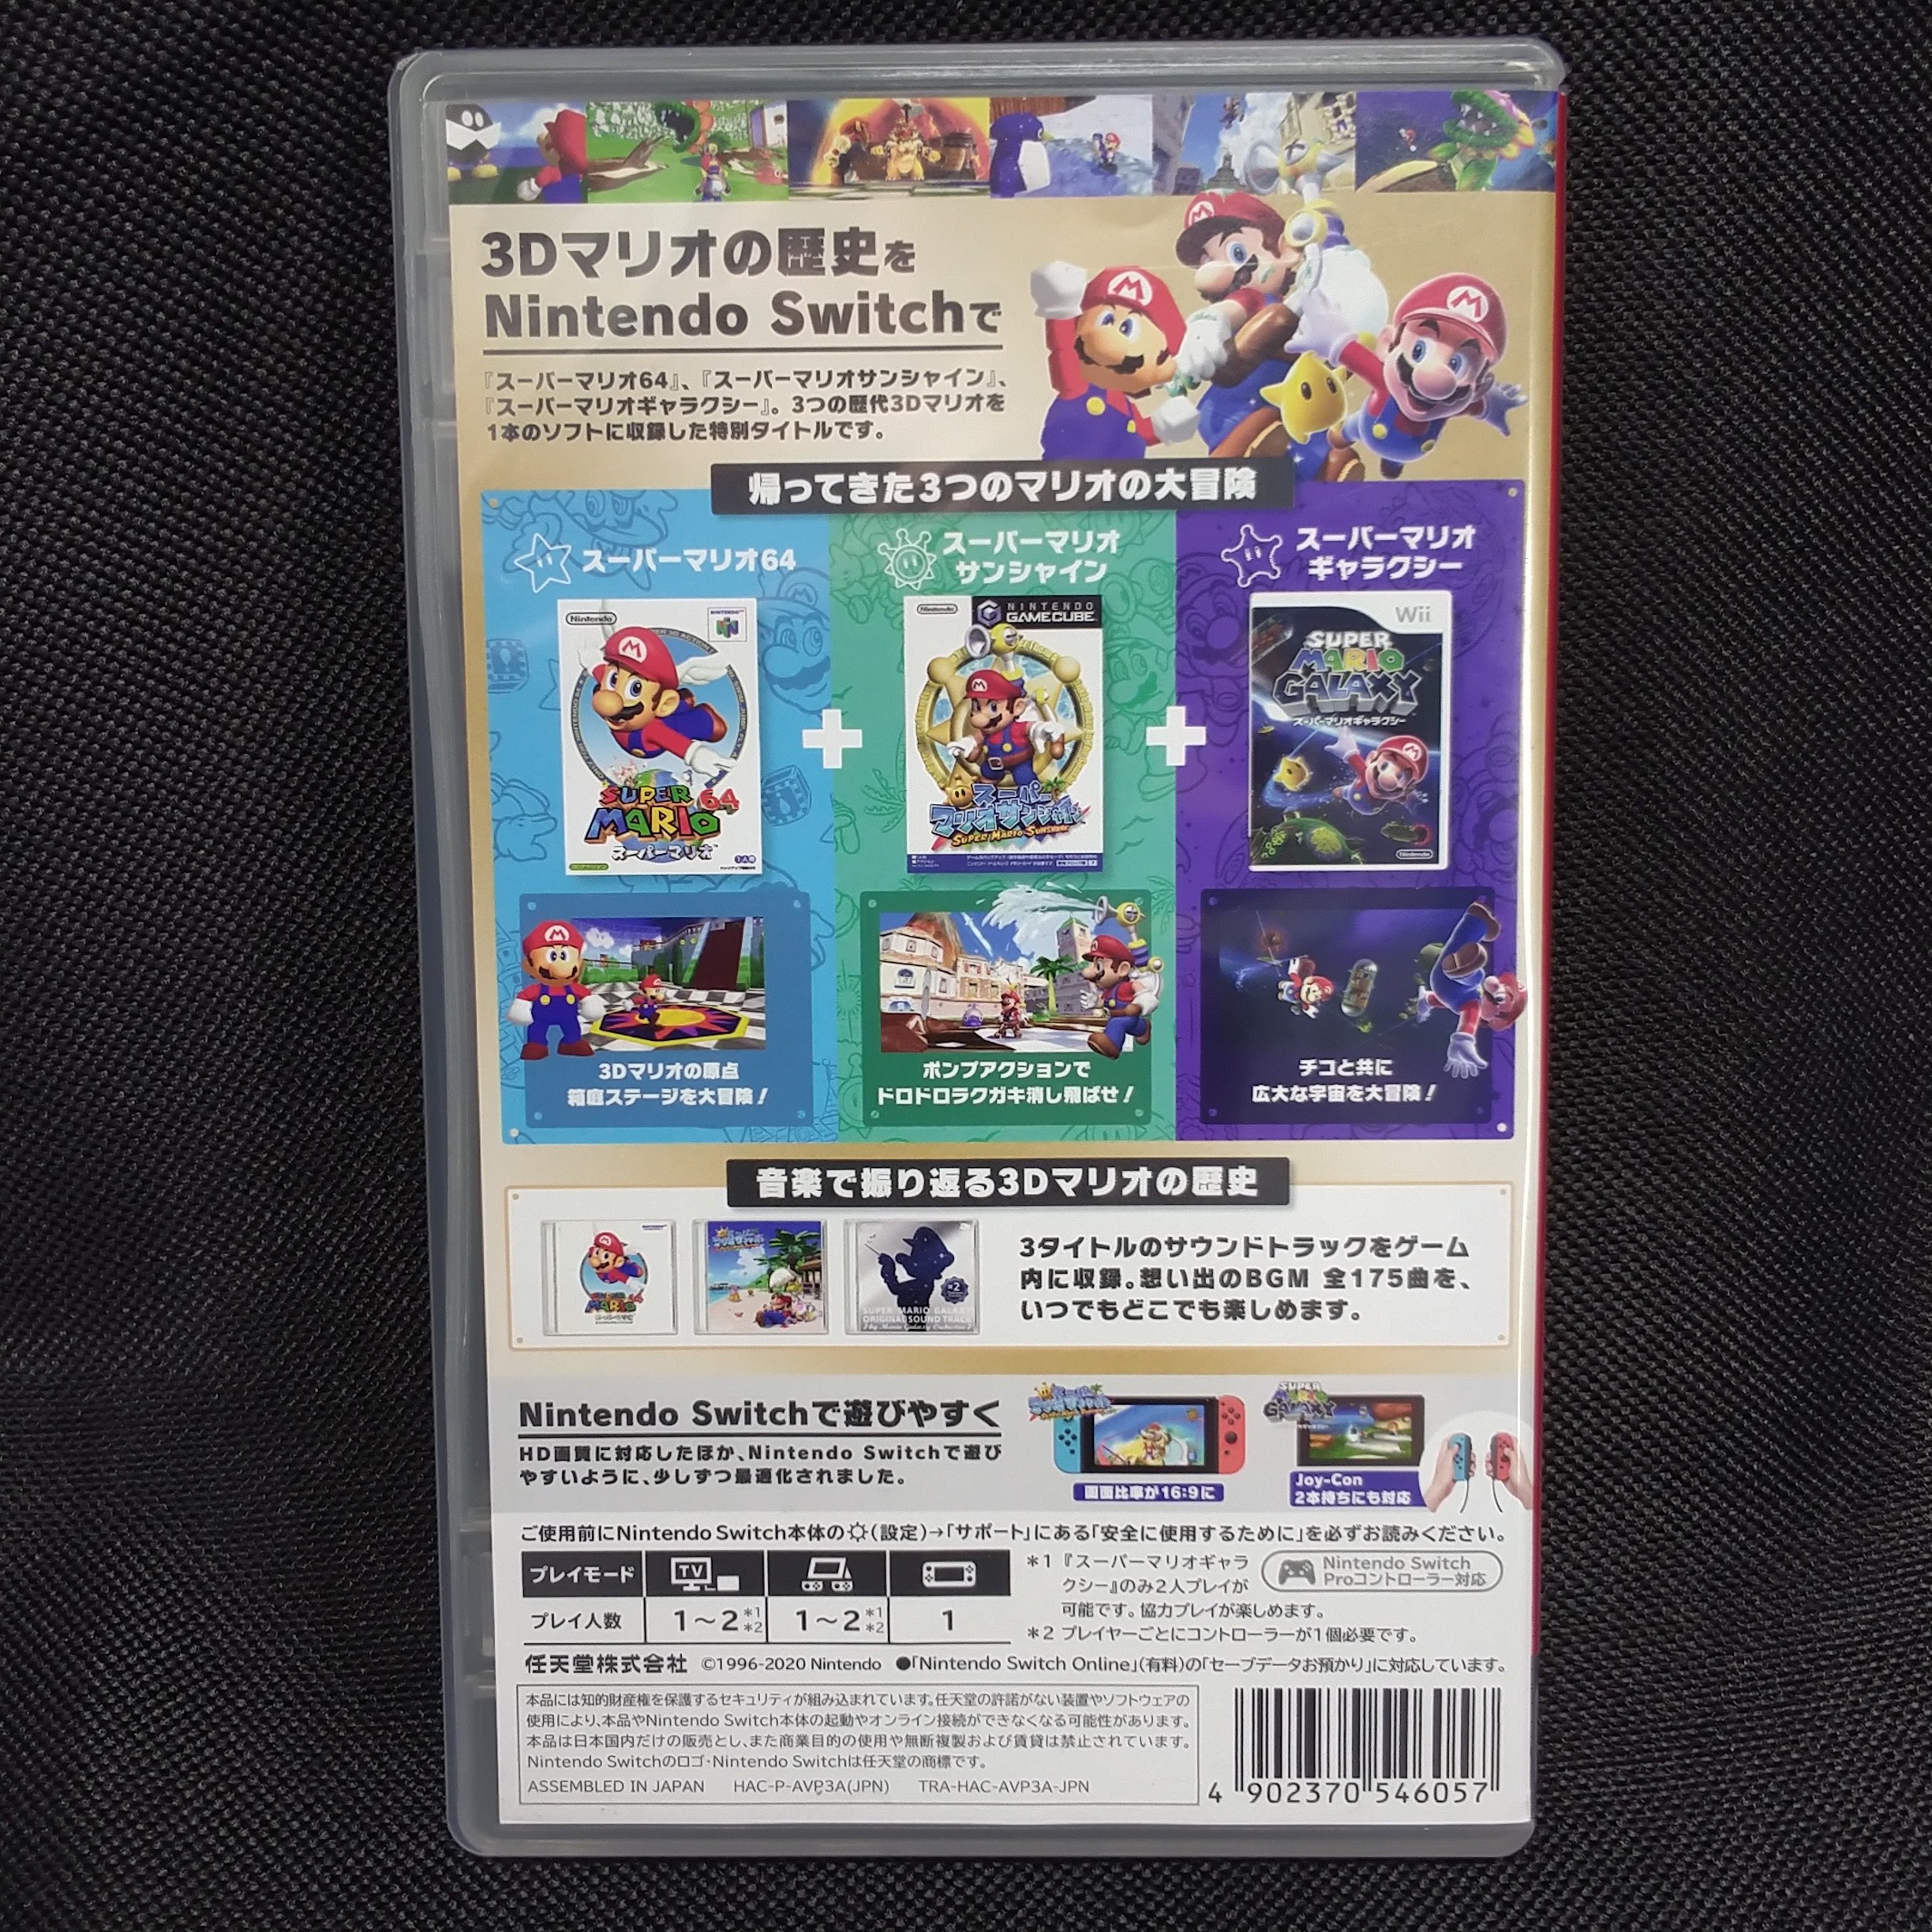 3Dマリオの歴史を
Nintendo Switchで
『スーパーマリオ64』、『スーパーマリオサンシャイン』、
『スーパーマリオギャラクシー』。3つの歴代3Dマリオを
1本のソフトに収録した特別タイトルです。
帰ってきた3つのマリオの大冒険
スーパーマリオ64
Nintendo
NINTENDO
SUPER MARIO 64
スーパーマリオ
3Dマリオの原点
箱庭ステージを大冒険!
スーパーマリオ
サンシャイン
Nintendo
NINTENDO
GAMECUBE
スーパー
マリオサンシャイン
SUPER MARIO SUNSHINE
ポンプアクションで
ドロドロラクガキ消し飛ばせ!
スーパーマリオ
ギャラクシー
Wii
SUPER
MARIO
GALAXY
スーパーマリオギャラクシー
Nintendo
チコと共に
広大な宇宙を大冒険!
音楽で振り返る3Dマリオの歴史
SUPER MARIO GALAXY
ORIGINAL SOUND TRACK
3タイトルのサウンドトラックをゲーム
内に収録。想い出のBGM 全175曲を、
いつでもどこでも楽しめます。
Nintendo Switchで遊びやすく
HD画質に対応したほか、Nintendo Switchで遊び
やすいように、少しずつ最適化されました。
画面比率が16:9に
SUPER
MARIO
GALAXY
Joy-Con
2本持ちにも対応
ご使用前にNintendo Switch本体の(設定)→「サポート」にある「安全に使用するために」を必ずお読みください。
プレイモード TV
プレイ人数 1～2 *1 *2 1～2 *1 *2 1
*1 『スーパーマリオギャラ
クシー』のみ2人プレイが
可能です。協力プレイが楽しめます。
*2 プレイヤーごとにコントローラーが1個必要です。
Nintendo Switch
Proコントローラー対応
任天堂株式会社 ©1996-2020 Nintendo ●「Nintendo Switch Online」(有料)の「セーブデータお預かり」に対応しています。
本品には知的財産権を保護するセキュリティが組み込まれています。任天堂の許諾がない装置やソフトウェアの
使用により、本品やNintendo Switch本体の起動やオンライン接続ができなくなる可能性があります。
本品は日本国内だけの販売とし、また商業目的の使用や無断複製および賃貸は禁止されています。
Nintendo Switchのロゴ・Nintendo Switchは任天堂の商標です。
ASSEMBLED IN JAPAN HAC-P-AVP3A(JPN) TRA-HAC-AVP3A-JPN
4 902370 546057